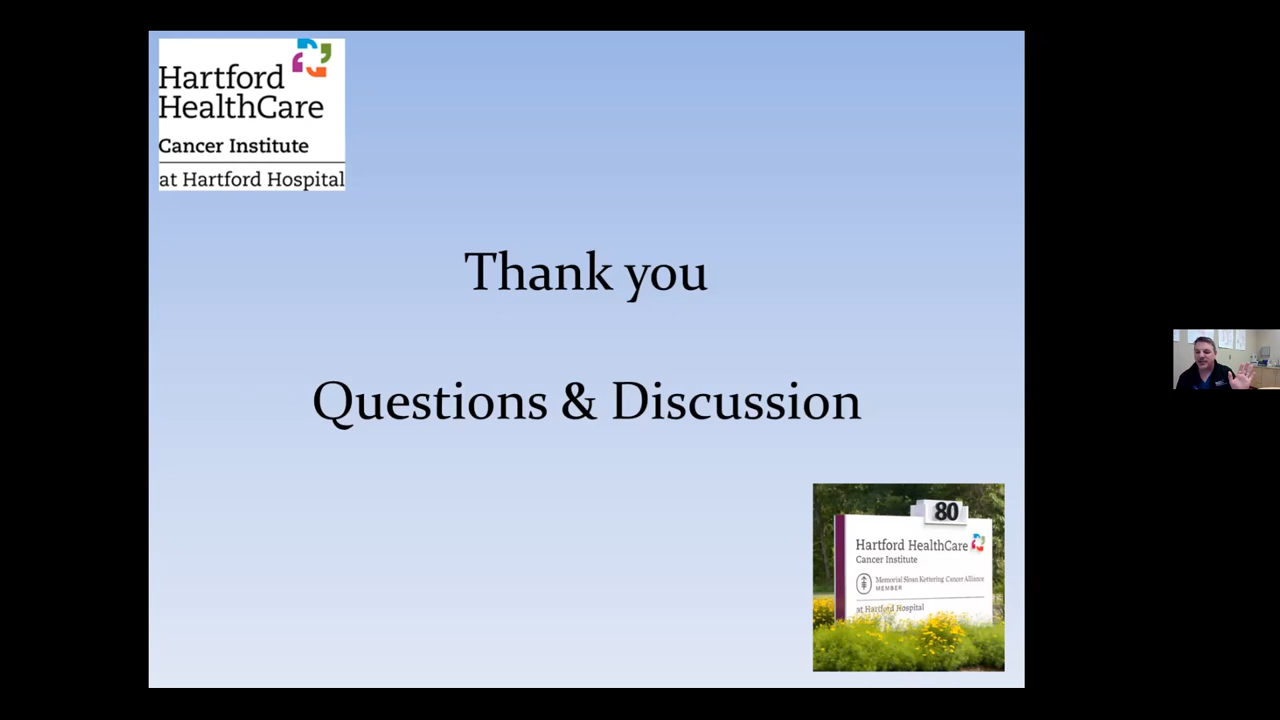 Hartford
HealthCare
Cancer Institute
at Hartford Hospital
Thank you
Questions & Discussion
80
Hartford HealthCare
Cancer Institute
Memorial Sloan Kettering Cancer Alliance
MEMBER
at Hartford Hospital